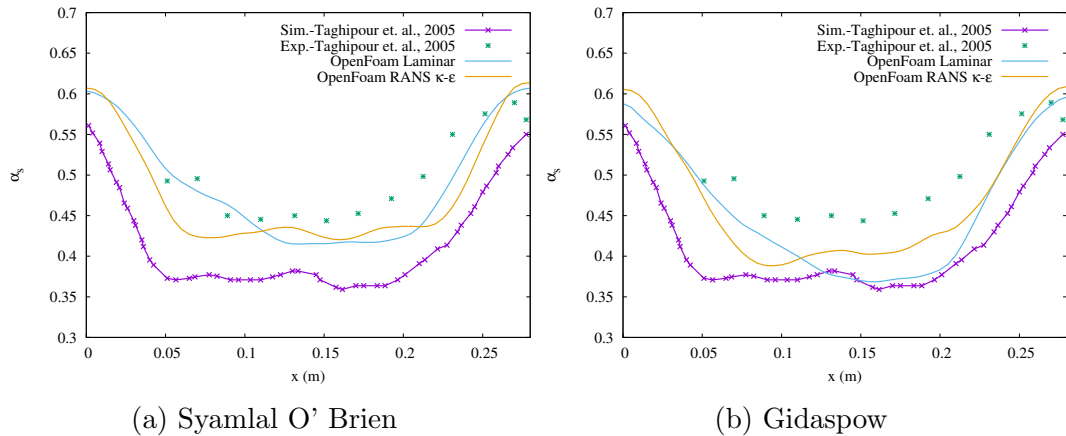 0.7
0.65
0.6
0.55
0.5
0.45
0.4
0.35
0.3
αs
0 0.05 0.1 0.15 0.2 0.25
x (m)
Sim.-Taghipour et. al., 2005
Exp.-Taghipour et. al., 2005
OpenFoam Laminar
OpenFoam RANS κ-ε
(a) Syamlal O' Brien
0.7
0.65
0.6
0.55
0.5
0.45
0.4
0.35
0.3
αs
0 0.05 0.1 0.15 0.2 0.25
x (m)
Sim.-Taghipour et. al., 2005
Exp.-Taghipour et. al., 2005
OpenFoam Laminar
OpenFoam RANS κ-ε
(b) Gidaspow